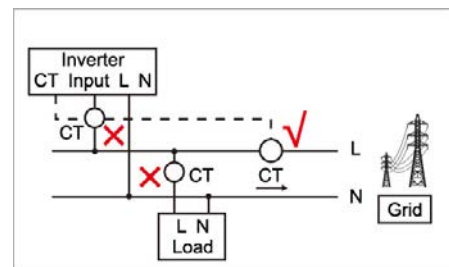 Inverter
CT Input L N
CT
CT
CT
L
N
L N
Load
Grid